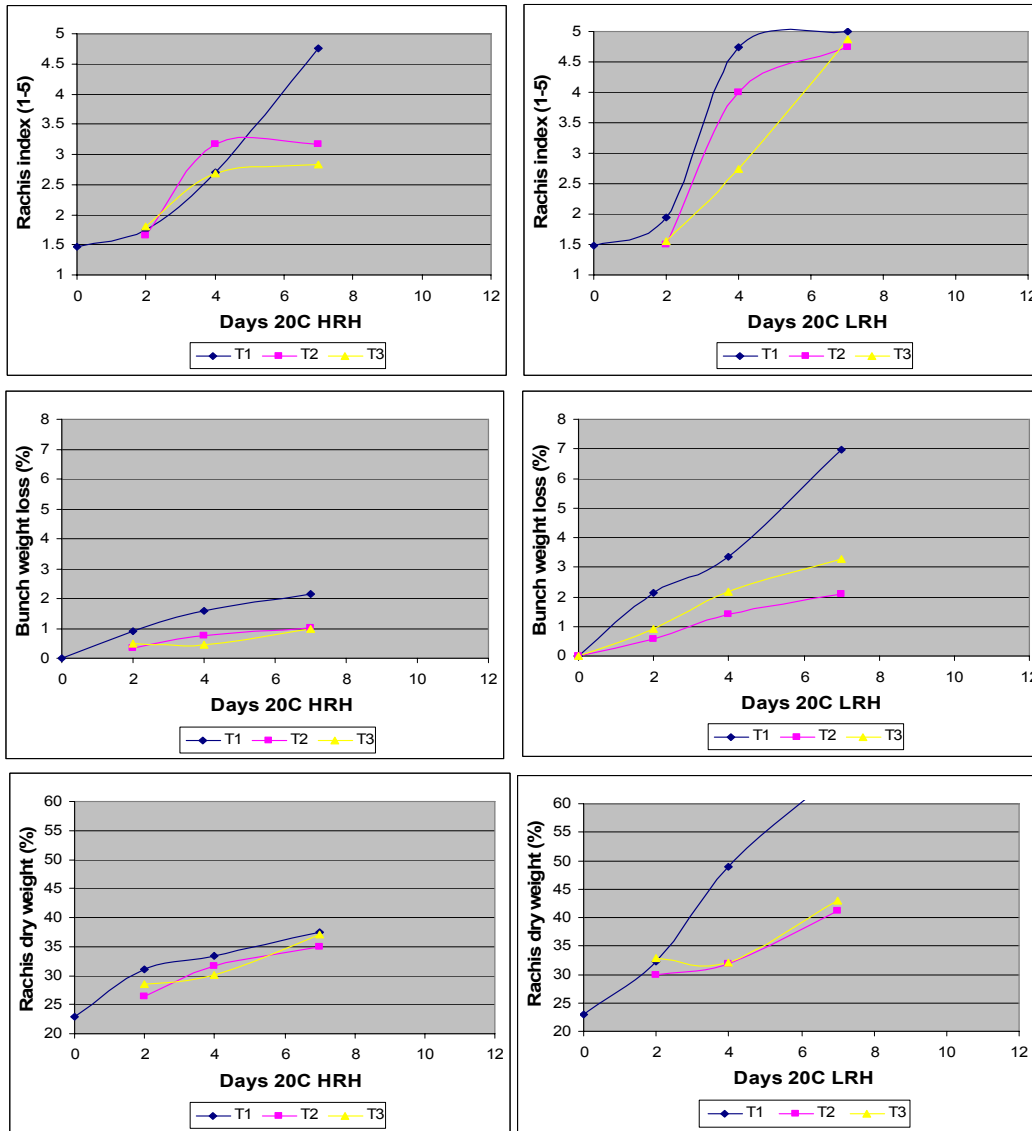 Rachis index (1-5)
5
4.5
4
3.5
3
2.5
2
1.5
1
0 2 4 6 8 10 12
Days 20C HRH
T1 T2 T3
Rachis index (1-5)
5
4.5
4
3.5
3
2.5
2
1.5
1
0 2 4 6 8 10 12
Days 20C LRH
T1 T2 T3
Bunch weight loss (%)
8
7
6
5
4
3
2
1
0
0 2 4 6 8 10 12
Days 20C HRH
T1 T2 T3
Bunch weight loss (%)
8
7
6
5
4
3
2
1
0
0 2 4 6 8 10 12
Days 20C LRH
T1 T2 T3
Rachis dry weight (%)
60
55
50
45
40
35
30
25
20
0 2 4 6 8 10 12
Days 20C HRH
T1 T2 T3
Rachis dry weight (%)
60
55
50
45
40
35
30
25
20
0 2 4 6 8 10 12
Days 20C LRH
T1 T2 T3